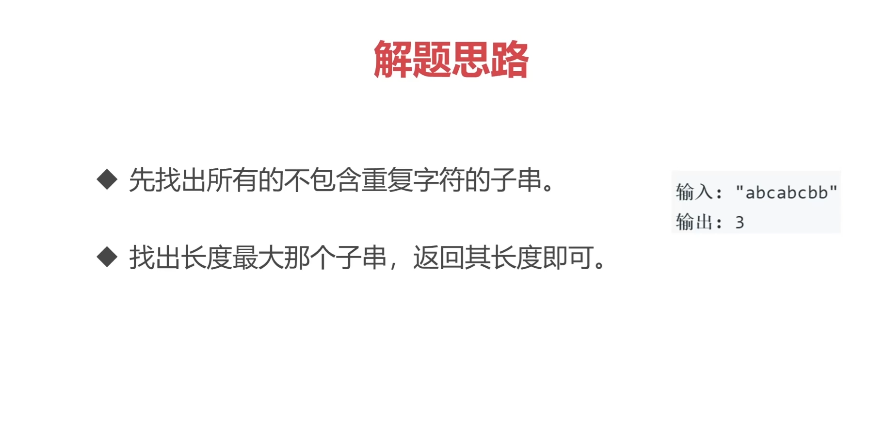 解题思路
◆ 先找出所有的不包含重复字符的子串。
◆ 找出长度最大那个子串，返回其长度即可。
输入："abcabcbb"
输出：3